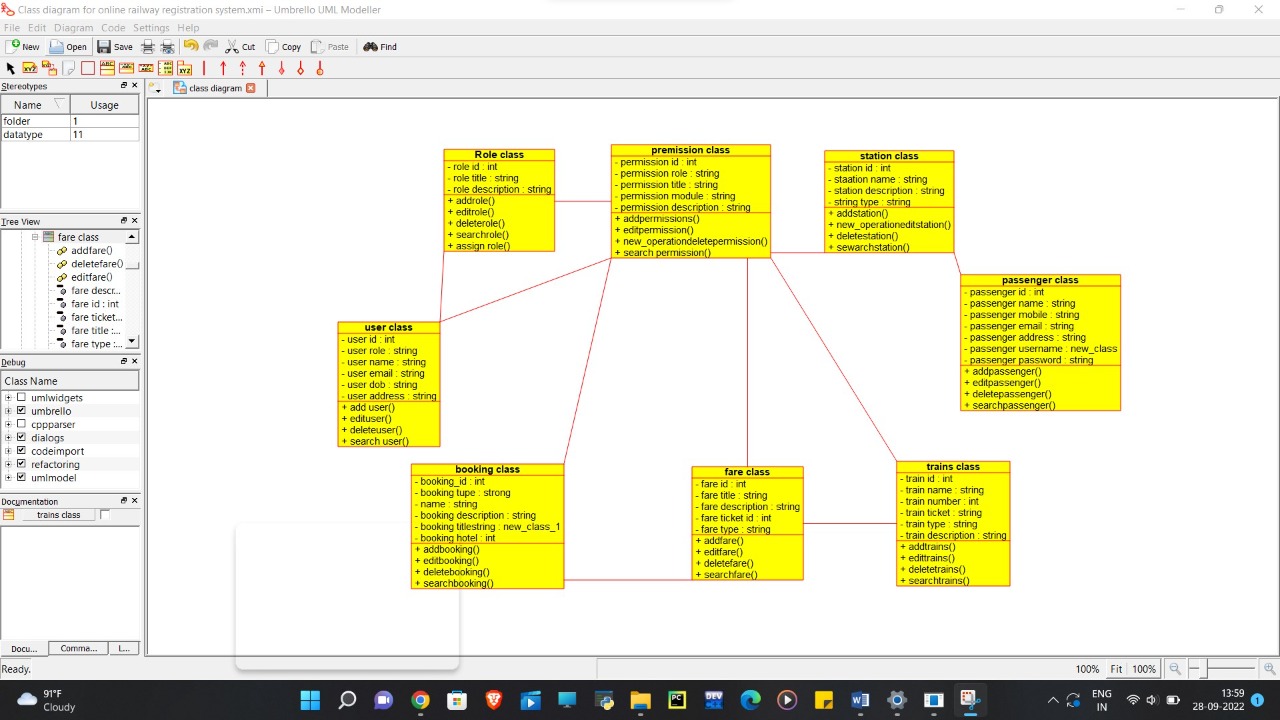 Class diagram for online railway registration system.xmi – Umbrello UML Modeller
File Edit Diagram Code Settings Help
New Open Save Cut Copy Paste Find
Stereotypes
Name Usage
folder 1
datatype 11
Tree View
fare class
addfare()
deletefare()
editfare()
fare descr...
fare id : int
fare ticket...
fare title :...
fare type :...
Debug
Class Name
umlwidgets
umbrello
cppparser
dialogs
codeimport
refactoring
umlmodel
Documentation
trains class
Docu... Comma... L...
class diagram
Role class
- role id : int
- role title : string
- role description : string
+ addrole()
+ editrole()
+ deleterole()
+ searchrole()
+ assign role()
premission class
- permission id : int
- permission role : string
- permission title : string
- permission module : string
- permission description : string
+ addpermissions()
+ editpermission()
+ new_operationdeletepermission()
+ search permission()
station class
- station id : int
- staation name : string
- station description : string
- string type : string
+ addstation()
+ new_operationeditstation()
+ deletestation()
+ sewarchstation()
passenger class
- passenger id : int
- passenger name : string
- passenger mobile : string
- passenger email : string
- passenger address : string
- passenger username : new_class
- passenger password : string
+ addpassenger()
+ editpassenger()
+ deletepassenger()
+ searchpassenger()
user class
- user id : int
- user role : string
- user name : string
- user email : string
- user dob : string
- user address : string
+ add user()
+ edituser()
+ deleteuser()
+ search user()
booking class
- booking_id : int
- booking tupe : strong
- name : string
- booking description : string
- booking titlestring : new_class_1
- booking hotel : int
+ addbooking()
+ editbooking()
+ deletebooking()
+ searchbooking()
fare class
- fare id : int
- fare title : string
- fare description : string
- fare ticket id : int
- fare type : string
+ addfare()
+ editfare()
+ deletefare()
+ searchfare()
trains class
- train id : int
- train name : string
- train number : int
- train ticket : string
- train type : string
- train description : string
+ addtrains()
+ edittrains()
+ deletetrains()
+ searchtrains()
Ready.
100% Fit 100%
91°F
Cloudy
ENG
IN
13:59
28-09-2022
1